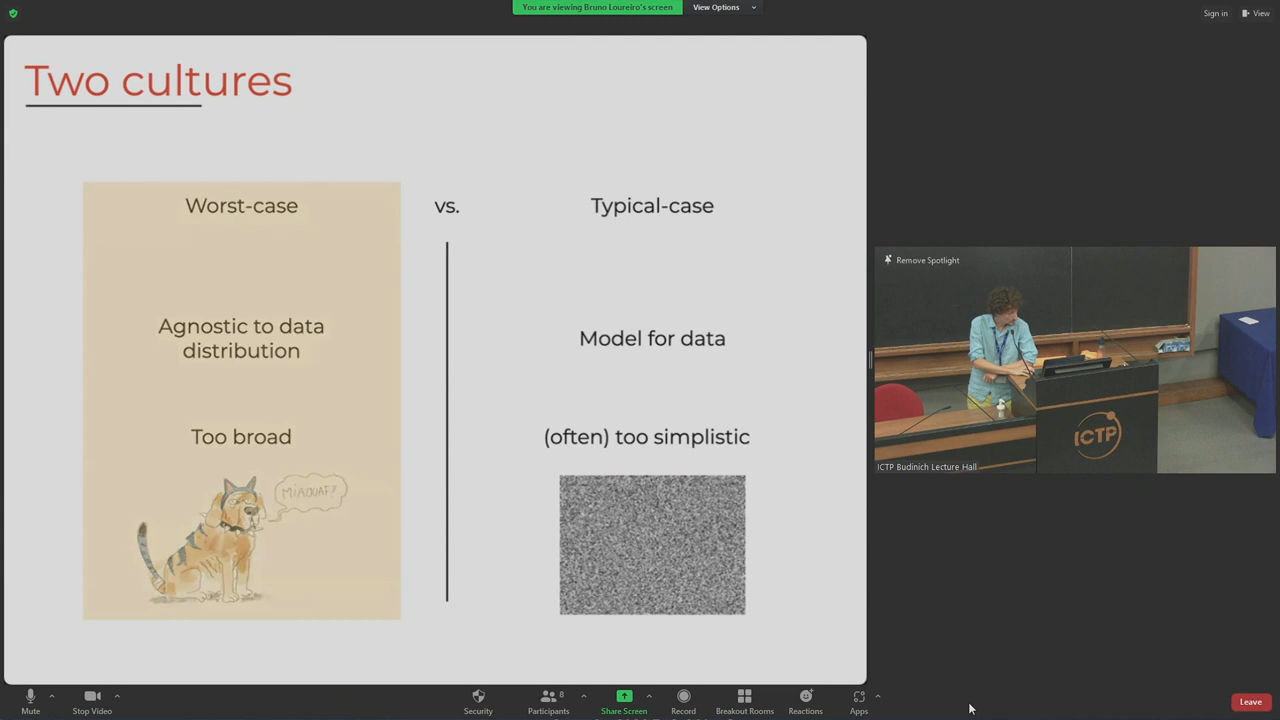 You are viewing Bruno Loureiro's screen
View Options
Sign in
View
Two cultures
Worst-case
vs.
Typical-case
Agnostic to data
distribution
Model for data
Too broad
(often) too simplistic
MIAOUAF?
Remove Spotlight
ICTP
ICTP Budinich Lecture Hall
Mute
Stop Video
Security
Participants
8
Share Screen
Record
Breakout Rooms
Reactions
Apps
Leave